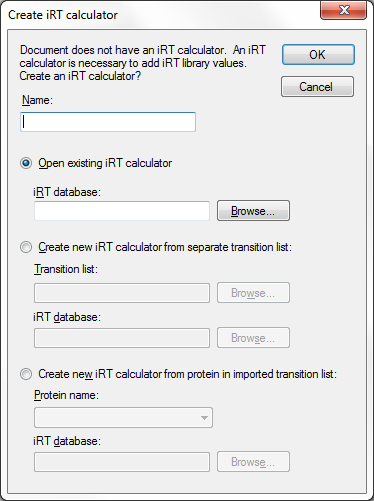 Create iRT calculator
Document does not have an iRT calculator. An iRT
calculator is necessary to add iRT library values.
Create an iRT calculator?
OK
Cancel
Name:
Open existing iRT calculator
iRT database:
Browse...
Create new iRT calculator from separate transition list:
Transition list:
Browse...
iRT database:
Browse...
Create new iRT calculator from protein in imported transition list:
Protein name:
iRT database:
Browse...